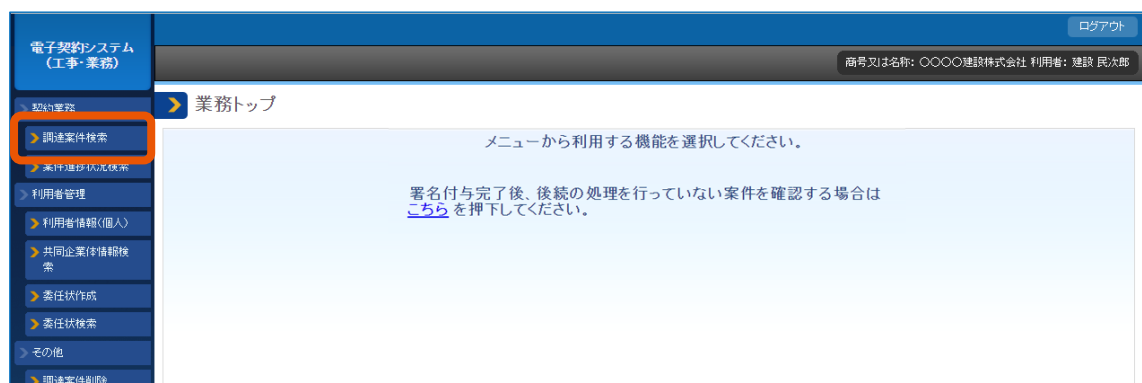 電子契約システム
（工事・業務）
ログアウト
商号又は名称： 〇〇〇〇建設株式会社 利用者： 建設 民次郎
契約業務
調達案件検索
案件進捗状況検索
利用者管理
利用者情報（個人）
共同企業体情報検
索
委任状作成
委任状検索
その他
調達案件削除
業務トップ
メニューから利用する機能を選択してください。
署名付与完了後、後続の処理を行っていない案件を確認する場合は
こちら を押下してください。